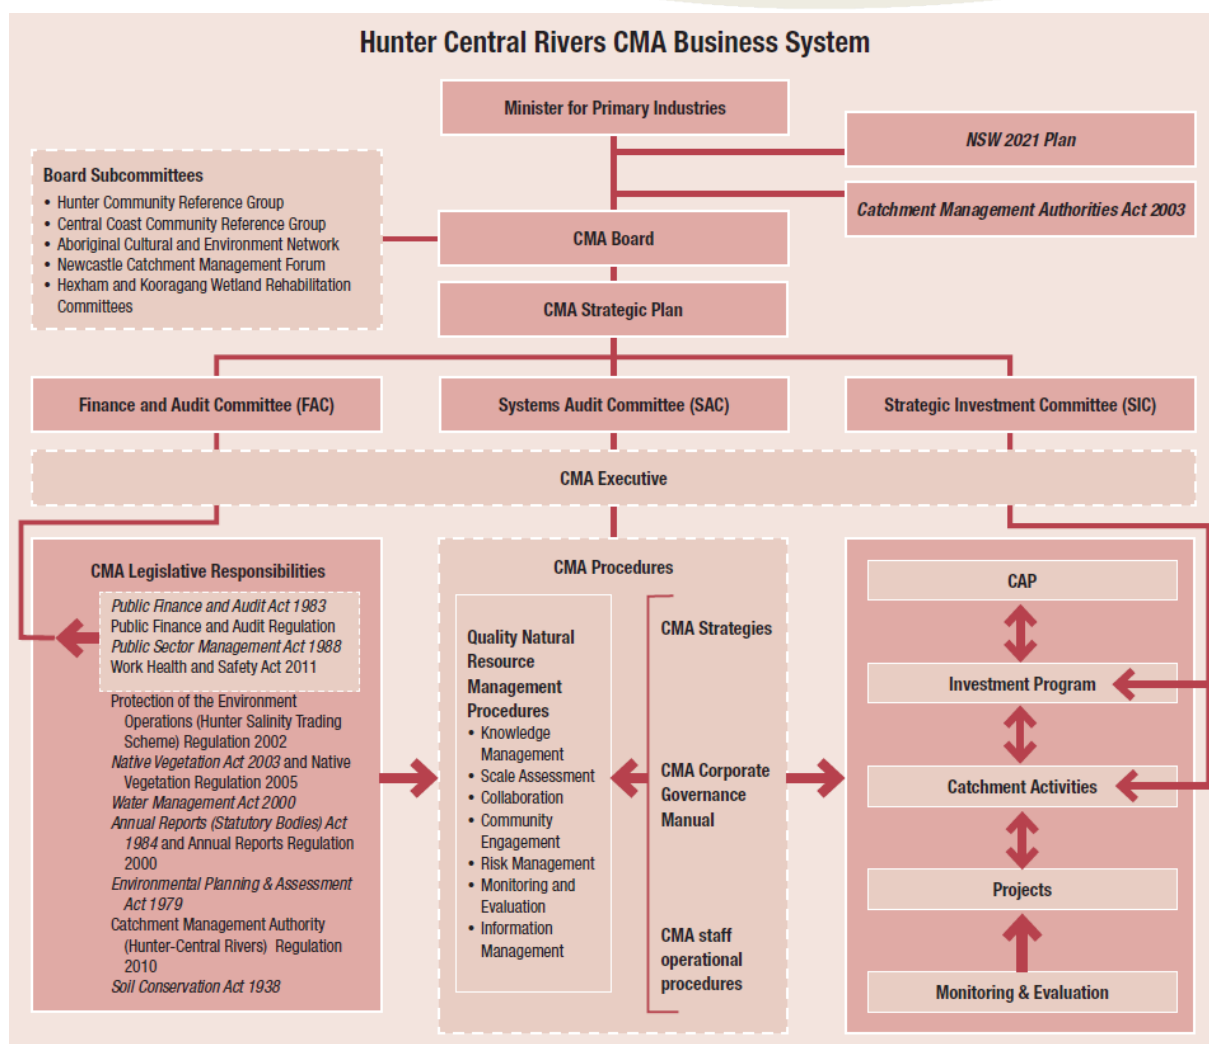 Hunter Central Rivers CMA Business System
Minister for Primary Industries
NSW 2021 Plan
Catchment Management Authorities Act 2003
Board Subcommittees
• Hunter Community Reference Group
• Central Coast Community Reference Group
• Aboriginal Cultural and Environment Network
• Newcastle Catchment Management Forum
• Hexham and Kooragang Wetland Rehabilitation
Committees
CMA Board
CMA Strategic Plan
Finance and Audit Committee (FAC)
Systems Audit Committee (SAC)
Strategic Investment Committee (SIC)
CMA Executive
CMA Legislative Responsibilities
Public Finance and Audit Act 1983
Public Finance and Audit Regulation
Public Sector Management Act 1988
Work Health and Safety Act 2011
Protection of the Environment
Operations (Hunter Salinity Trading
Scheme) Regulation 2002
Native Vegetation Act 2003 and Native
Vegetation Regulation 2005
Water Management Act 2000
Annual Reports (Statutory Bodies) Act
1984 and Annual Reports Regulation
2000
Environmental Planning & Assessment
Act 1979
Catchment Management Authority
(Hunter-Central Rivers) Regulation
2010
Soil Conservation Act 1938
CMA Procedures
Quality Natural
Resource
Management
Procedures
• Knowledge
Management
• Scale Assessment
• Collaboration
• Community
Engagement
• Risk Management
• Monitoring and
Evaluation
• Information
Management
CMA Strategies
CMA Corporate
Governance
Manual
CMA staff
operational
procedures
CAP
Investment Program
Catchment Activities
Projects
Monitoring & Evaluation